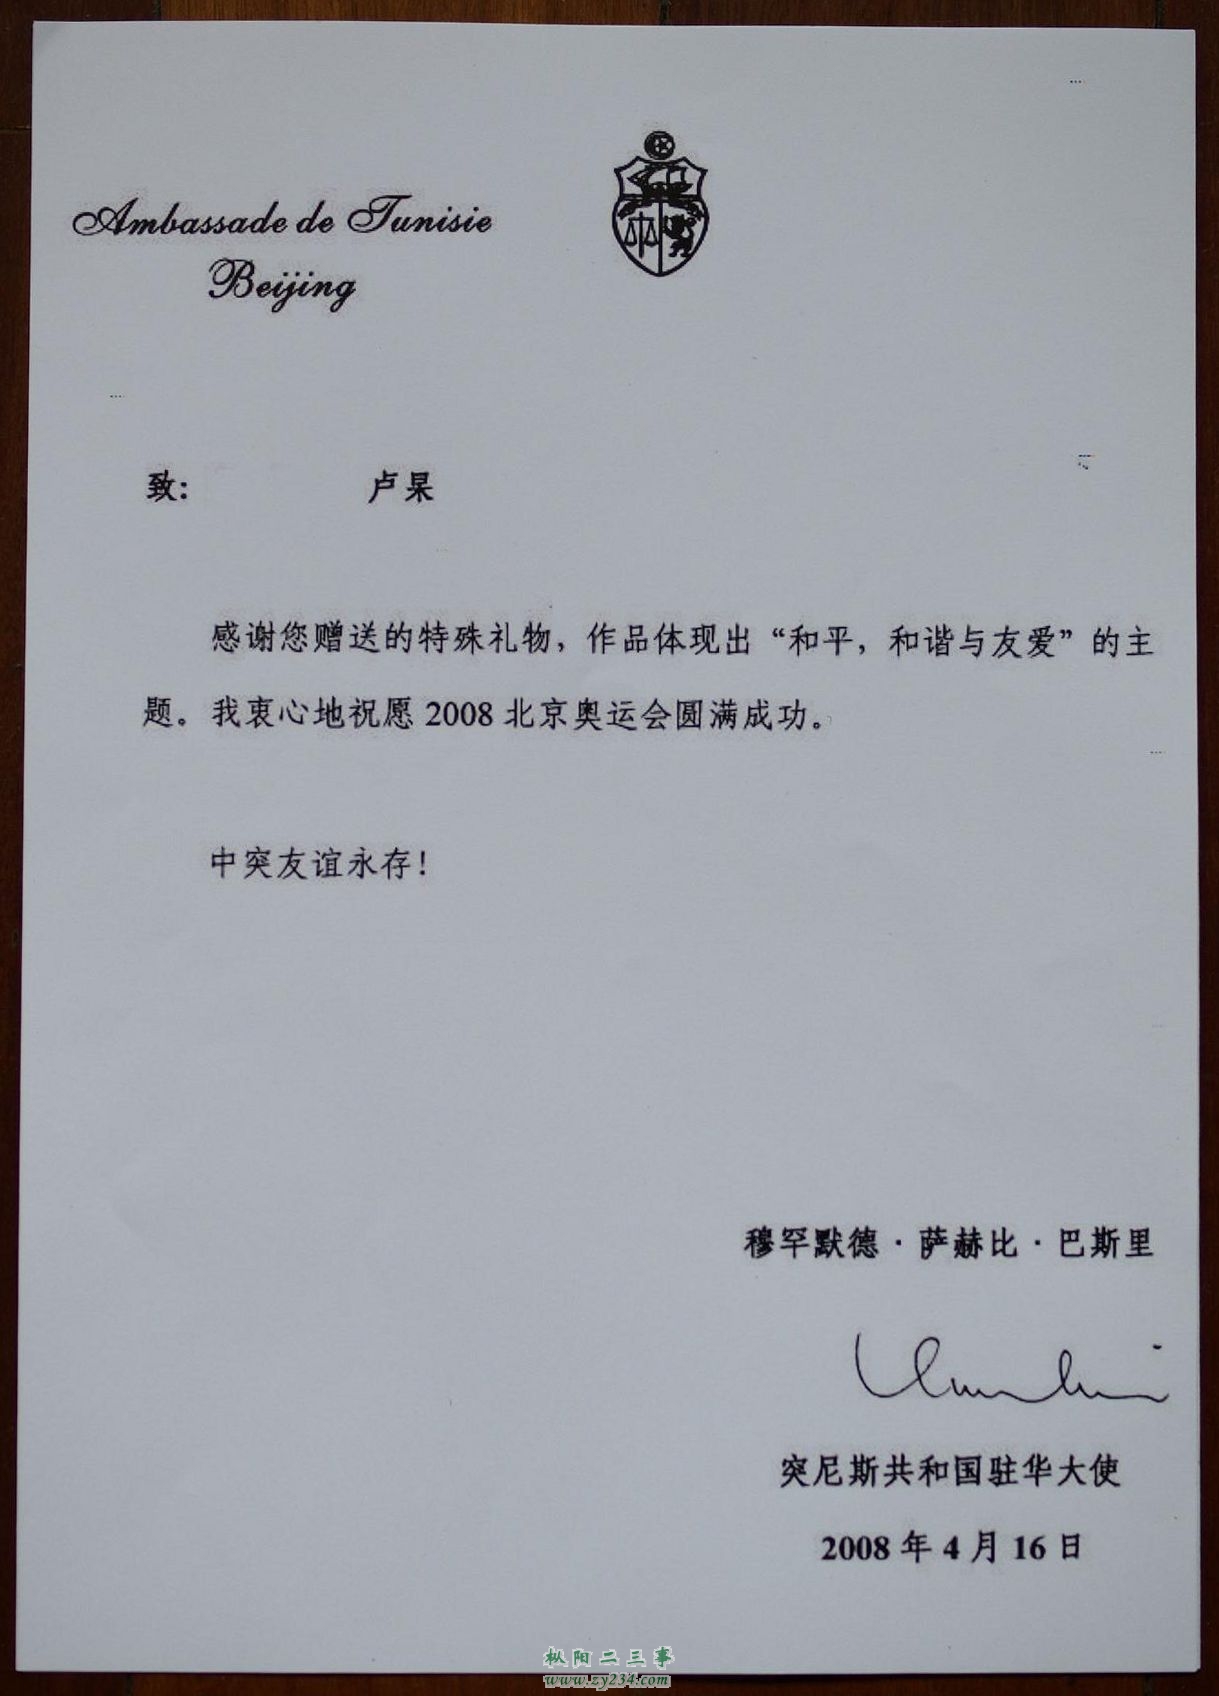 Ambassade de Tunisie
Beijing
致： 卢杲
感谢您赠送的特殊礼物，作品体现出“和平，和谐与友爱”的主
题。我衷心地祝愿 2008 北京奥运会圆满成功。
中突友谊永存！
穆罕默德·萨赫比·巴斯里
突尼斯共和国驻华大使
2008 年 4 月 16 日
枞阳二三事
www.zy234.com